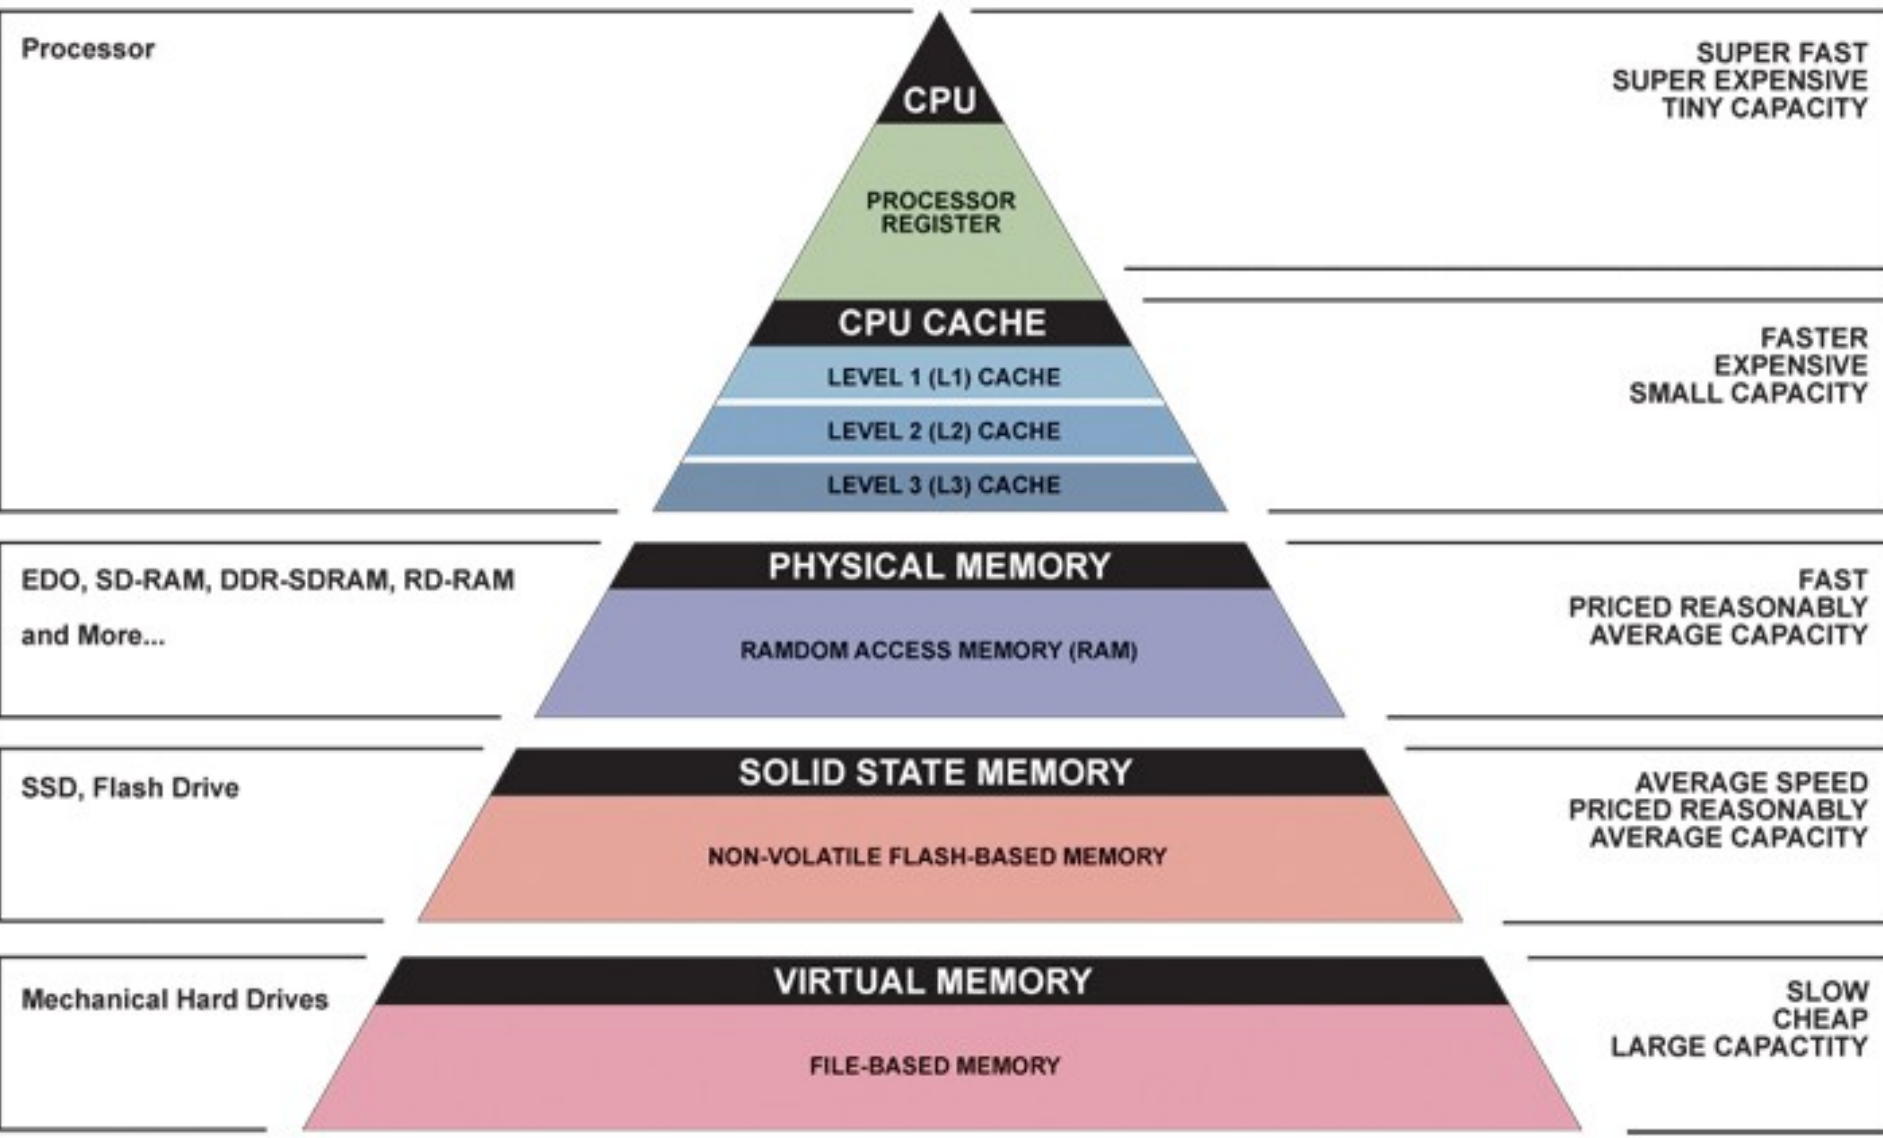 Processor
CPU
SUPER FAST
SUPER EXPENSIVE
TINY CAPACITY
PROCESSOR
REGISTER
CPU CACHE
LEVEL 1 (L1) CACHE
LEVEL 2 (L2) CACHE
LEVEL 3 (L3) CACHE
FASTER
EXPENSIVE
SMALL CAPACITY
EDO, SD-RAM, DDR-SDRAM, RD-RAM
and More...
PHYSICAL MEMORY
RAMDOM ACCESS MEMORY (RAM)
FAST
PRICED REASONABLY
AVERAGE CAPACITY
SSD, Flash Drive
SOLID STATE MEMORY
NON-VOLATILE FLASH-BASED MEMORY
AVERAGE SPEED
PRICED REASONABLY
AVERAGE CAPACITY
Mechanical Hard Drives
VIRTUAL MEMORY
FILE-BASED MEMORY
SLOW
CHEAP
LARGE CAPACTITY